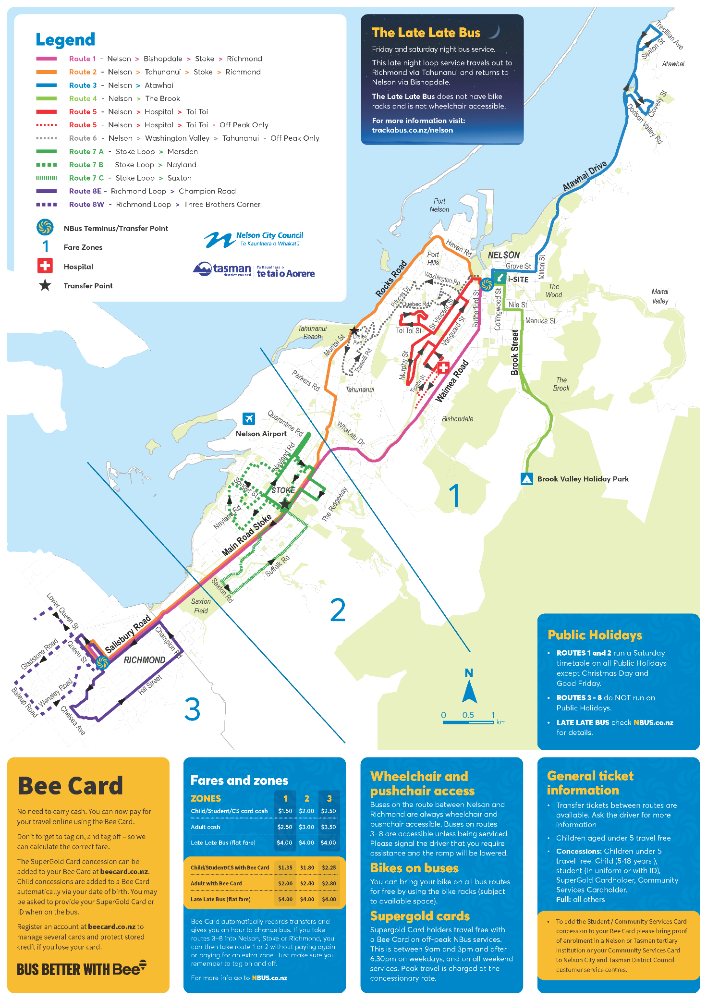 Legend
Route 1 - Nelson > Bishopdale > Stoke > Richmond
Route 2 - Nelson > Tahunanui > Stoke > Richmond
Route 3 - Nelson > Atawhai
Route 4 - Nelson > The Brook
Route 5 - Nelson > Hospital > Toi Toi
Route 5 - Nelson > Hospital > Toi Toi - Off Peak Only
Route 6 - Nelson > Washington Valley > Tahunanui - Off Peak Only
Route 7 A - Stoke Loop > Marsden
Route 7 B - Stoke Loop > Nayland
Route 7 C - Stoke Loop > Saxton
Route 8E - Richmond Loop > Champion Road
Route 8W - Richmond Loop > Three Brothers Corner
NBus Terminus/Transfer Point
1 Fare Zones
Hospital
Transfer Point
Nelson City Council
Te Kaunihera o Whakatū
tasman
district council
Te Kaunihera o
te tai o Aorere
The Late Late Bus
Friday and saturday night bus service.
This late night loop service travels out to
Richmond via Tahunanui and returns to
Nelson via Bishopdale.
The Late Late Bus does not have bike
racks and is not wheelchair accessible.
For more information visit:
trackabus.co.nz/nelson
Tresillian Ave
Seaton St
Atawhai
Clovelly St
Dodson Valley Rd
Atawhai Drive
Port
Nelson
Haven Rd
NELSON
Port
Hills
Grove St
Milton St
Rocks Road
Washington Rd
i-SITE
The
Wood
Maitai
Valley
Princes Dr
Quebec Rd
St Vincent St
Rutherford St
Collingwood St
Nile St
Manuka St
Toi Toi St
Vanguard St
Tahunanui
Beach
Bisley
Ave
Muritai St
Tosswill Rd
Murphy St
Brook Street
Parkers Rd
Tipahi St
Waimea Road
Tahunanui
The
Brook
Bishopdale
Quarantine Rd
Whakatu Dr
Nelson Airport
Nayland Rd
Songer St
STOKE
Brook Valley Holiday Park
1
The Ridgeway
Nayland Rd
Main Road Stoke
Suffolk Rd
Saxton Rd
Saxton
Field
2
Lower Queen St
Salisbury Road
Champion Rd
Queen St
Gladstone Road
RICHMOND
Hill Street
Wensley Road
Bateup Road
Chelsea Ave
3
N
0 0.5 1
km
Public Holidays
• ROUTES 1 and 2 run a Saturday
timetable on all Public Holidays
except Christmas Day and
Good Friday.
• ROUTES 3 - 8 do NOT run on
Public Holidays.
• LATE LATE BUS check NBUS.co.nz
for details.
Bee Card
No need to carry cash. You can now pay for
your travel online using the Bee Card.
Don't forget to tag on, and tag off – so we
can calculate the correct fare.
The SuperGold Card concession can be
added to your Bee Card at beecard.co.nz.
Child concessions are added to a Bee Card
automatically via your date of birth. You may
be asked to provide your SuperGold Card or
ID when on the bus.
Register an account at beecard.co.nz to
manage several cards and protect stored
credit if you lose your card.
BUS BETTER WITH Bee
Fares and zones
ZONES 1 2 3
Child/Student/CS card cash $1.50 $2.00 $2.50
Adult cash $2.50 $3.00 $3.50
Late Late Bus (flat fare) $4.00 $4.00 $4.00
Child/Student/CS with Bee Card $1.35 $1.80 $2.25
Adult with Bee Card $2.00 $2.40 $2.80
Late Late Bus (flat fare) $4.00 $4.00 $4.00
Bee Card automatically records transfers and
gives you an hour to change bus. If you take
routes 3–8 into Nelson, Stoke or Richmond, you
can then take route 1 or 2 without paying again
or paying for an extra zone. Just make sure you
remember to tag on and off.
For more info go to NBUS.co.nz
Wheelchair and
pushchair access
Buses on the route between Nelson and
Richmond are always wheelchair and
pushchair accessible. Buses on routes
3–8 are accessible unless being serviced.
Please signal the driver that you require
assistance and the ramp will be lowered.
Bikes on buses
You can bring your bike on all bus routes
for free by using the bike racks (subject
to available space).
Supergold cards
Supergold Card holders travel free with
a Bee Card on off-peak NBus services.
This is between 9am and 3pm and after
6.30pm on weekdays, and on all weekend
services. Peak travel is charged at the
concessionary rate.
General ticket
information
• Transfer tickets between routes are
available. Ask the driver for more
information
• Children aged under 5 travel free
• Concessions: Children under 5
travel free. Child (5-18 years ),
student (in uniform or with ID),
SuperGold Cardholder, Community
Services Cardholder.
Full: all others
• To add the Student / Community Services Card
concession to your Bee Card please bring proof
of enrolment in a Nelson or Tasman tertiary
institution or your Community Services Card
to Nelson City and Tasman District Council
customer service centres.